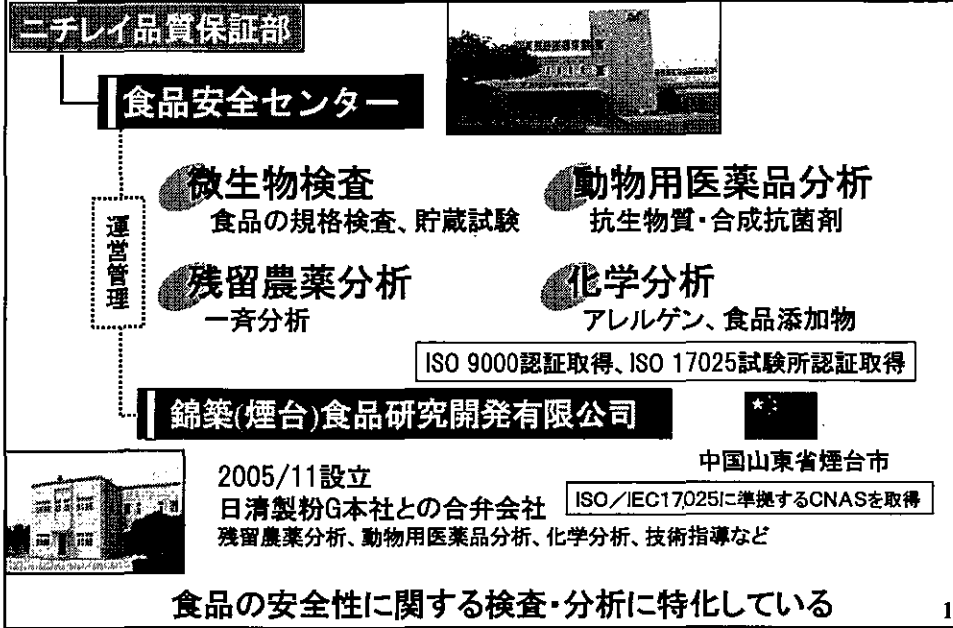 ニチレイ品質保証部
食品安全センター
微生物検査
食品の規格検査、貯蔵試験
動物用医薬品分析
抗生物質・合成抗菌剤
運営管理
残留農薬分析
一斉分析
化学分析
アレルゲン、食品添加物
ISO 9000認証取得、ISO 17025試験所認証取得
錦築(煙台)食品研究開発有限公司
中国山東省煙台市
2005/11設立
日清製粉G本社との合弁会社
ISO/IEC17025に準拠するCNASを取得
残留農薬分析、動物用医薬品分析、化学分析、技術指導など
食品の安全性に関する検査・分析に特化している
1